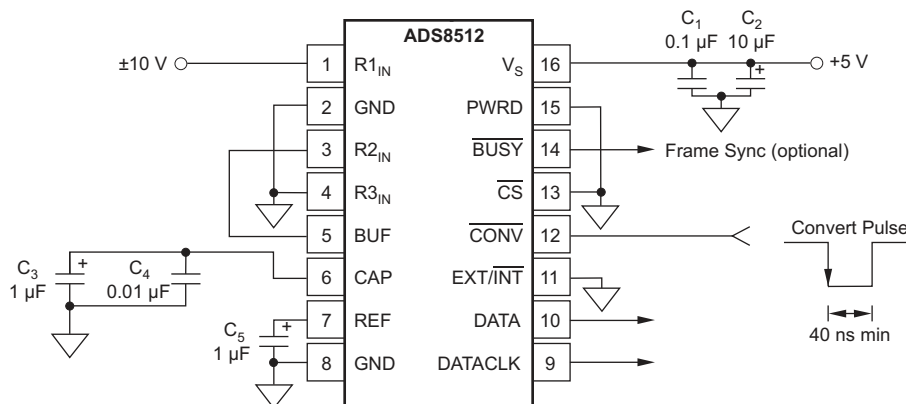 ADS8512
C1
0.1 µF
C2
10 µF
±10 V
1
R1IN
VS
16
+
+5 V
2
GND
PWRD
15
3
R2IN
BUSY
14
Frame Sync (optional)
4
R3IN
CS
13
5
BUF
CONV
12
Convert Pulse
C3
1 µF
+
C4
0.01 µF
6
CAP
EXT/INT
11
C5
1 µF
+
7
REF
DATA
10
40 ns min
8
GND
DATACLK
9